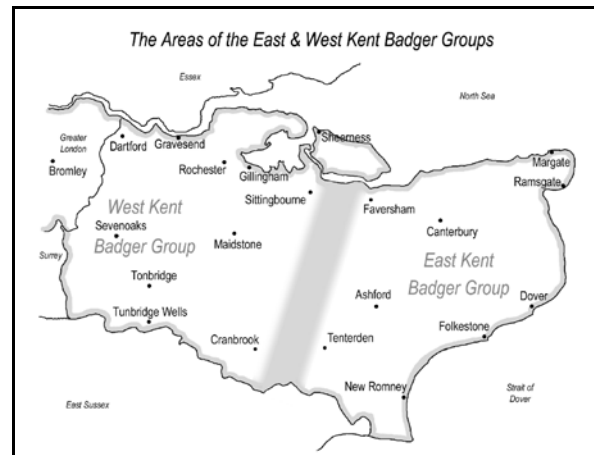 The Areas of the East & West Kent Badger Groups
Essex
North Sea
Greater
London
Dartford
Gravesend
Sheerness
Bromley
Rochester
Gillingham
Margate
Ramsgate
Sittingbourne
Faversham
West Kent
Badger Group
Sevenoaks
Canterbury
Maidstone
Surrey
East Kent
Badger Group
Tonbridge
Ashford
Dover
Tunbridge Wells
Folkestone
Cranbrook
Tenterden
New Romney
East Sussex
Strait of
Dover